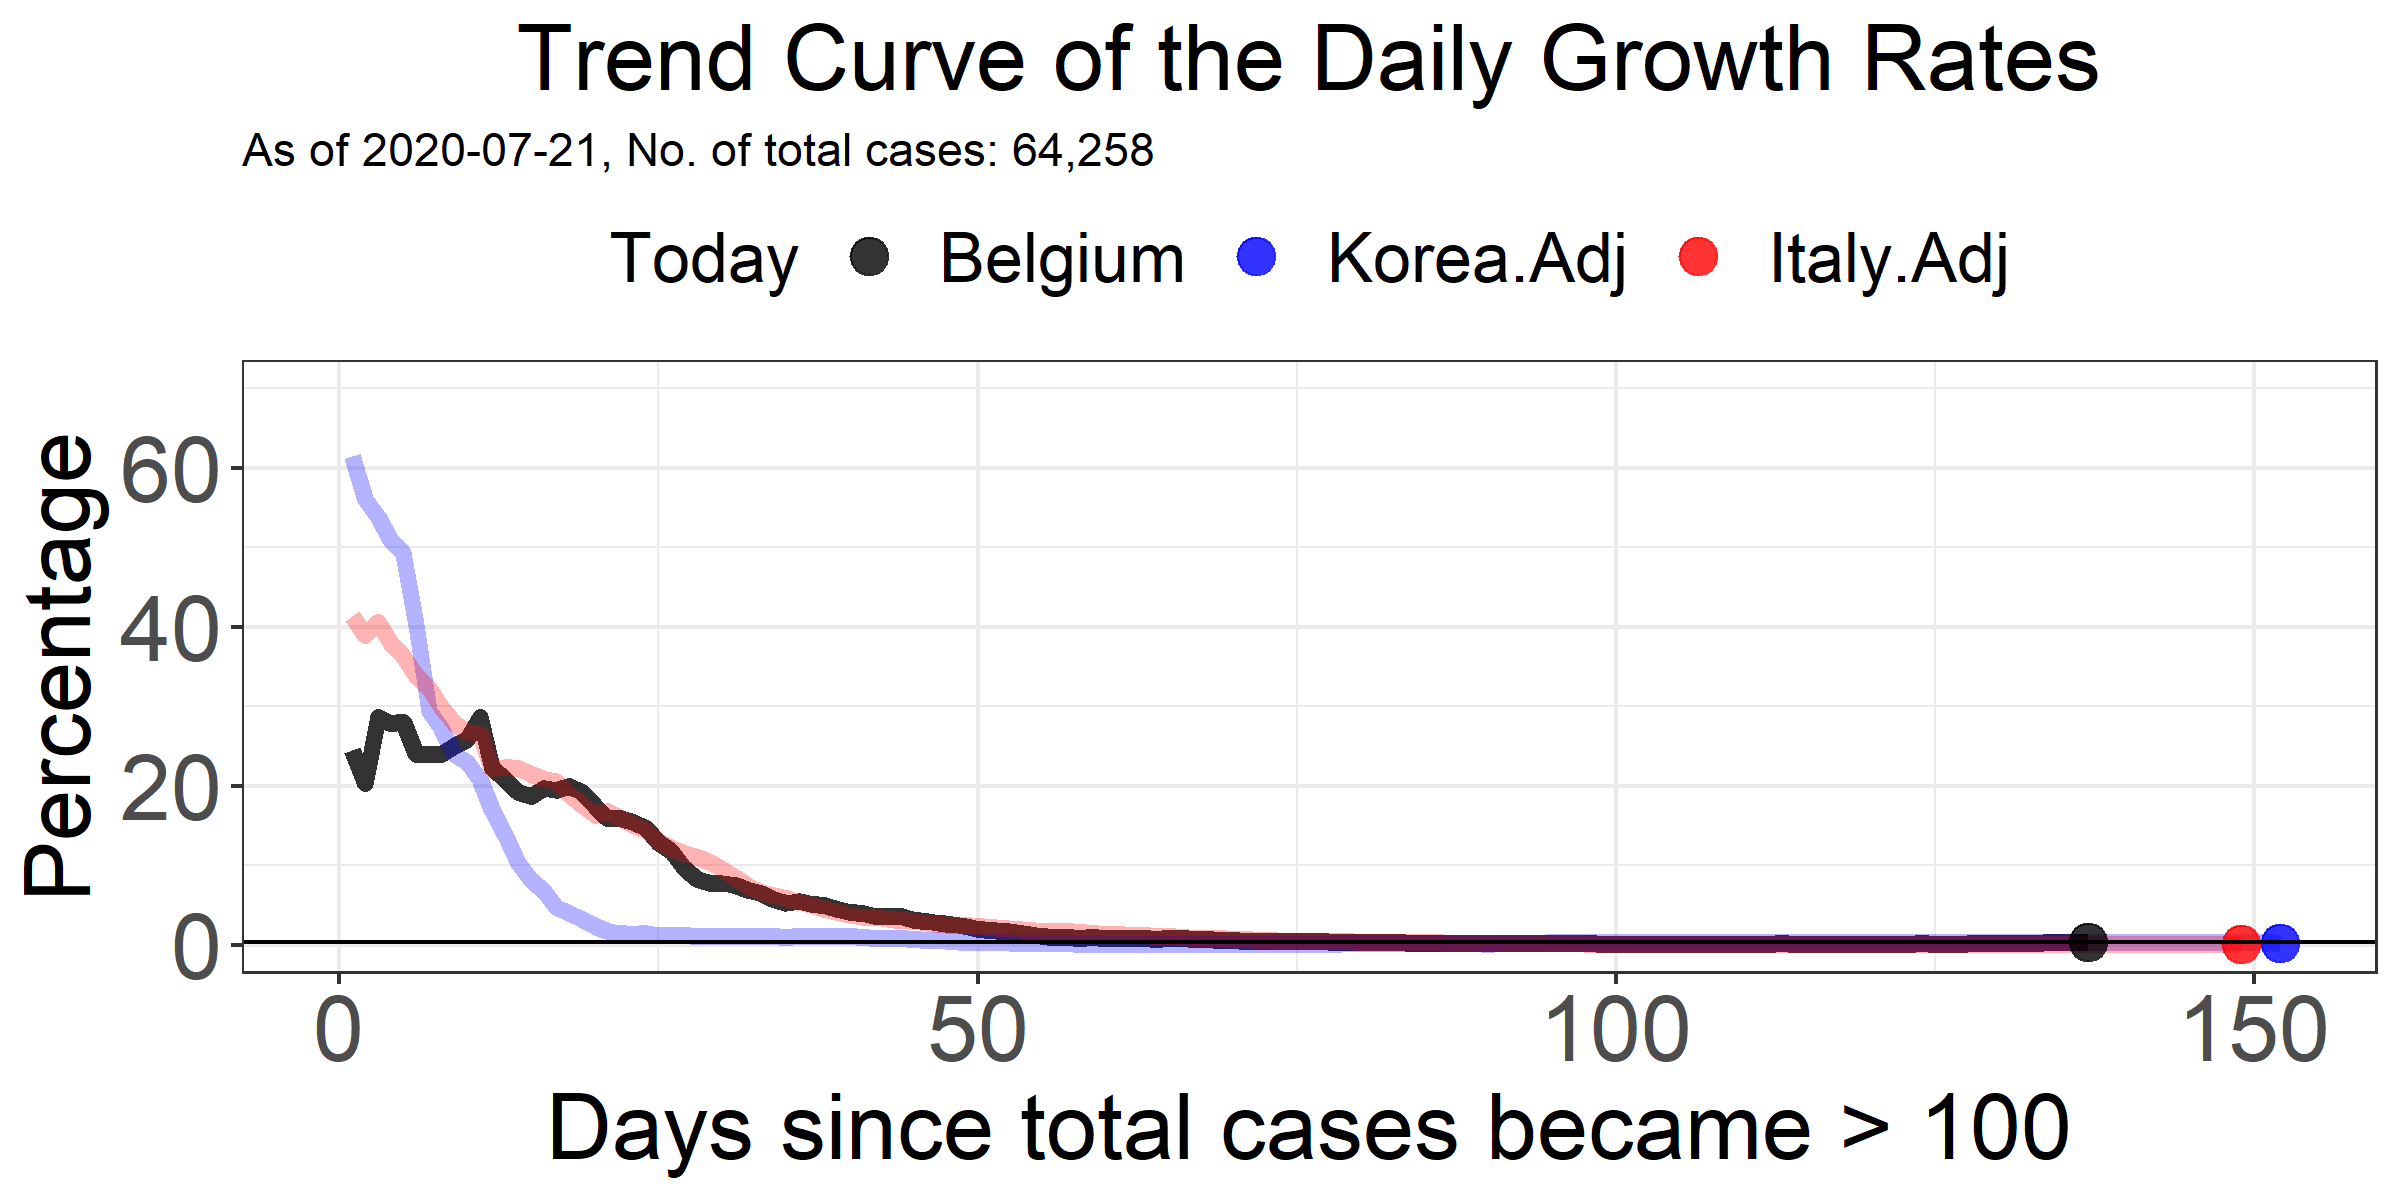 Trend Curve of the Daily Growth Rates
As of 2020-07-21, No. of total cases: 64,258
Today Belgium Korea.Adj Italy.Adj
Percentage
60
40
20
0
0 50 100 150
Days since total cases became > 100